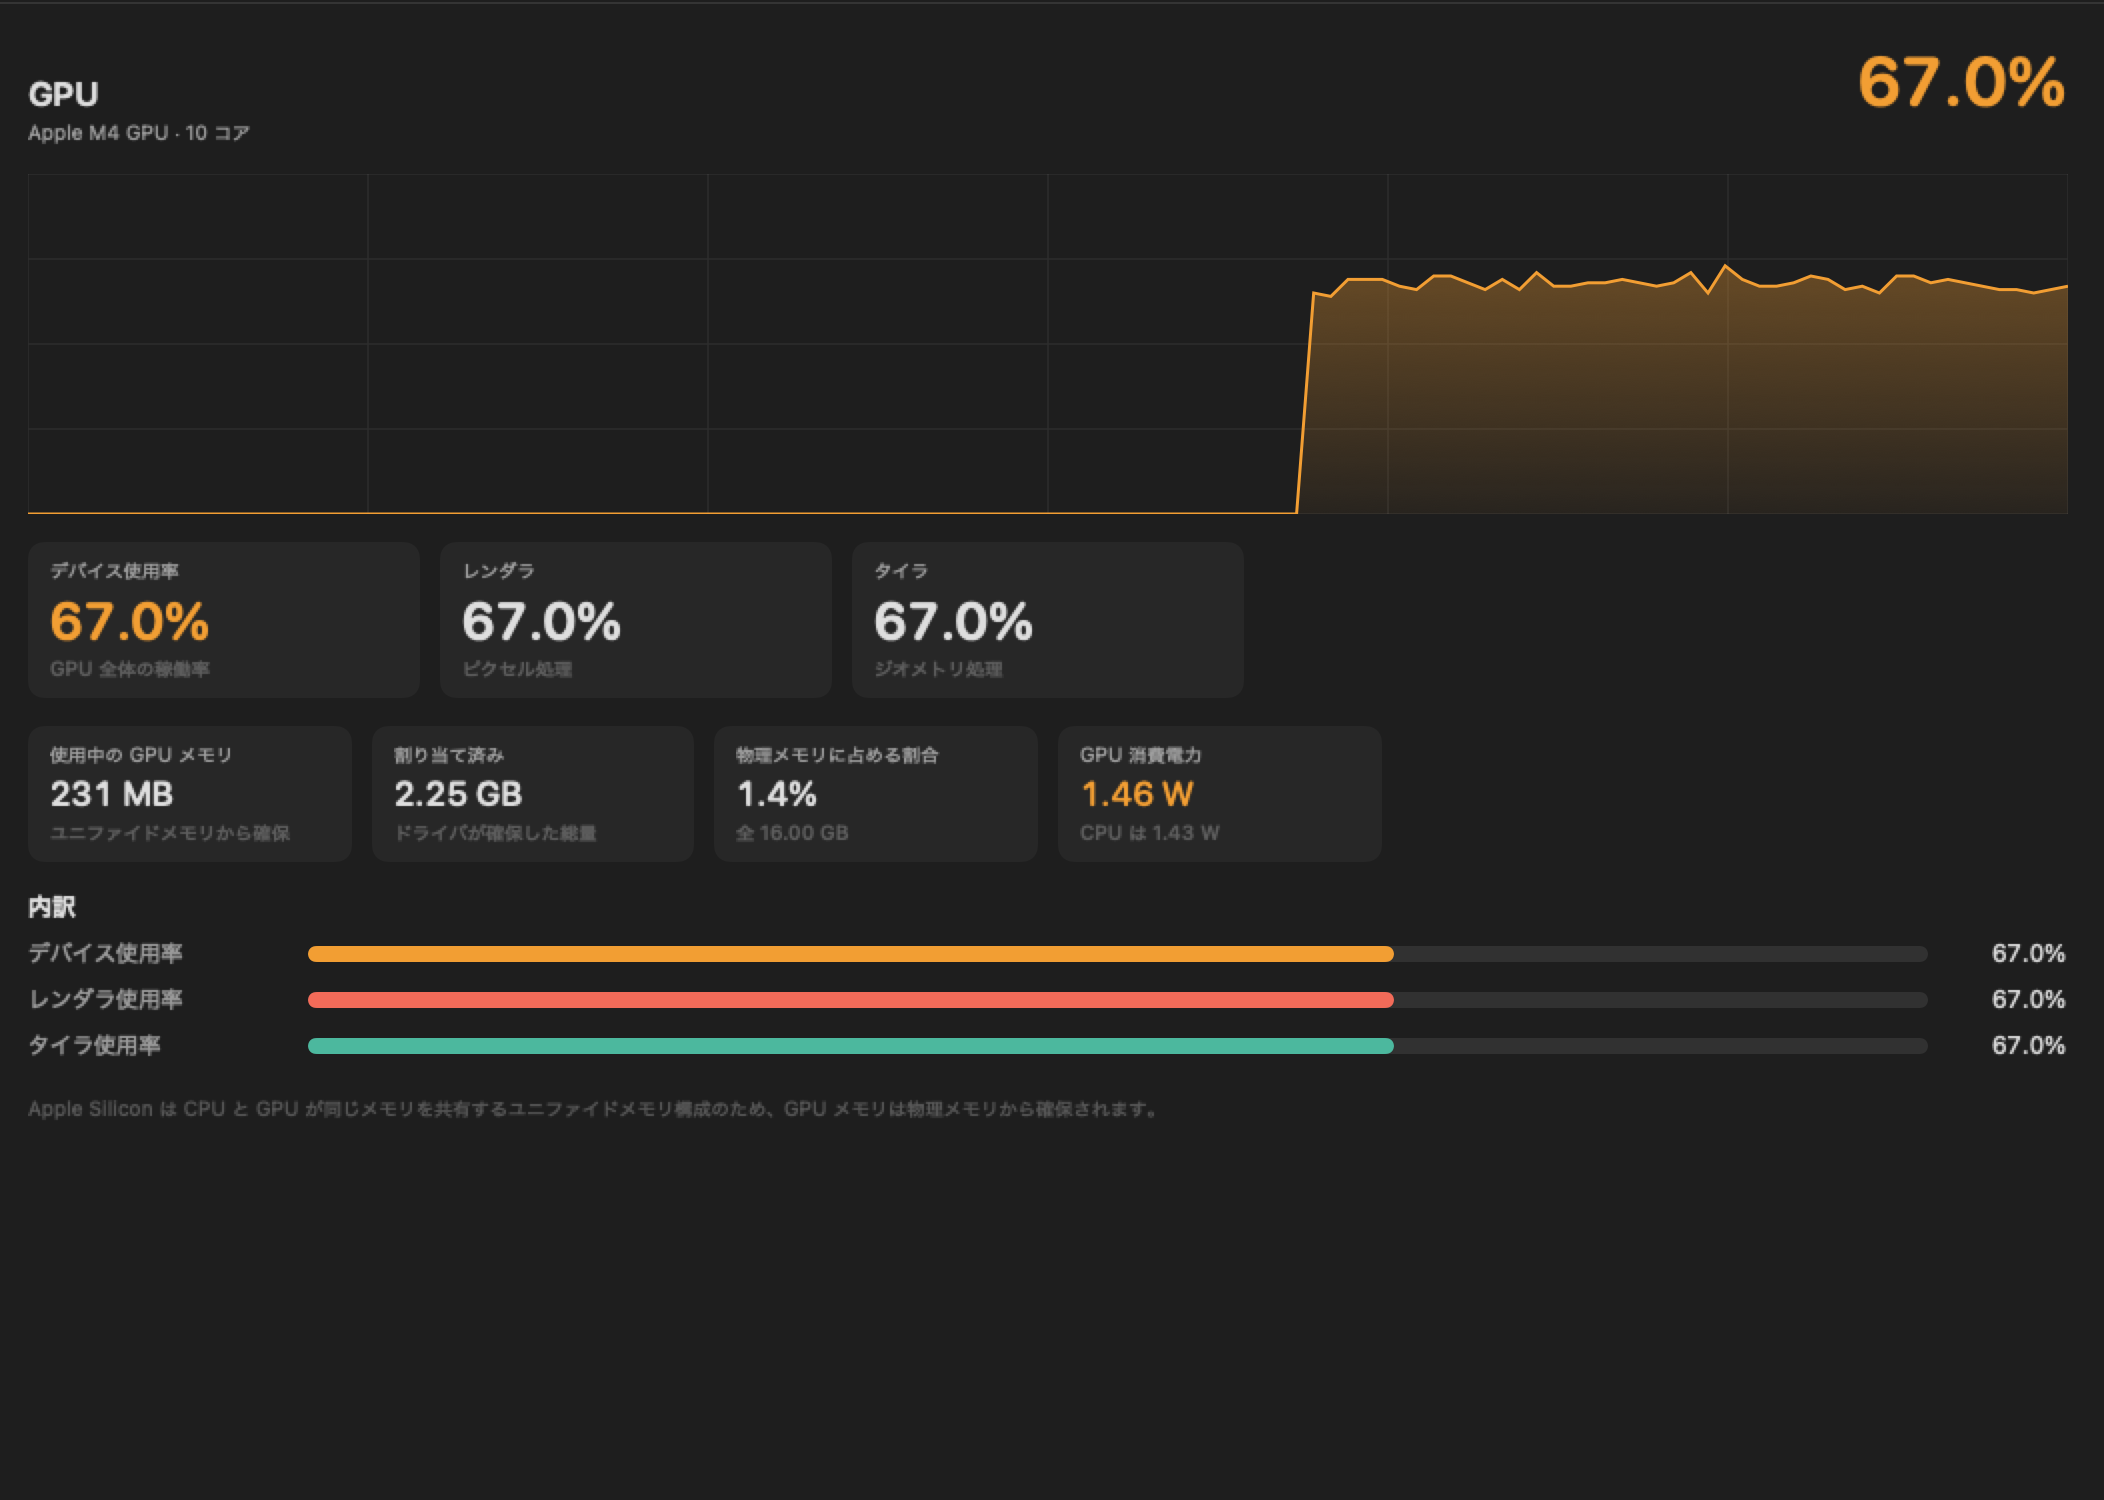 67.0%
GPU
Apple M4 GPU · 10 コア
デバイス使用率
67.0%
GPU 全体の稼働率
レンダラ
67.0%
ピクセル処理
タイラ
67.0%
ジオメトリ処理
使用中の GPU メモリ
231 MB
ユニファイドメモリから確保
割り当て済み
2.25 GB
ドライバが確保した総量
物理メモリに占める割合
1.4%
全 16.00 GB
GPU 消費電力
1.46 W
CPU は 1.43 W
内訳
デバイス使用率 67.0%
レンダラ使用率 67.0%
タイラ使用率 67.0%
Apple Silicon は CPU と GPU が同じメモリを共有するユニファイドメモリ構成のため、GPU メモリは物理メモリから確保されます。